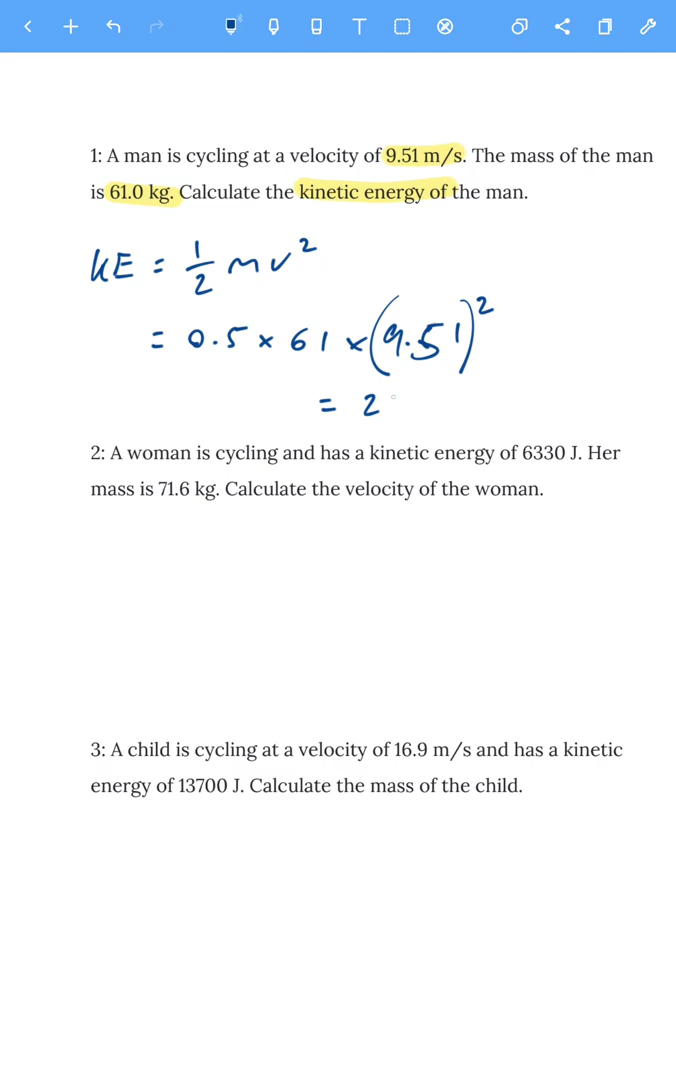 1: A man is cycling at a velocity of 9.51 m/s. The mass of the man
is 61.0 kg. Calculate the kinetic energy of the man.
KE = 1/2 mv²
= 0.5 × 61 × (9.51)²
= 2
2: A woman is cycling and has a kinetic energy of 6330 J. Her
mass is 71.6 kg. Calculate the velocity of the woman.
3: A child is cycling at a velocity of 16.9 m/s and has a kinetic
energy of 13700 J. Calculate the mass of the child.